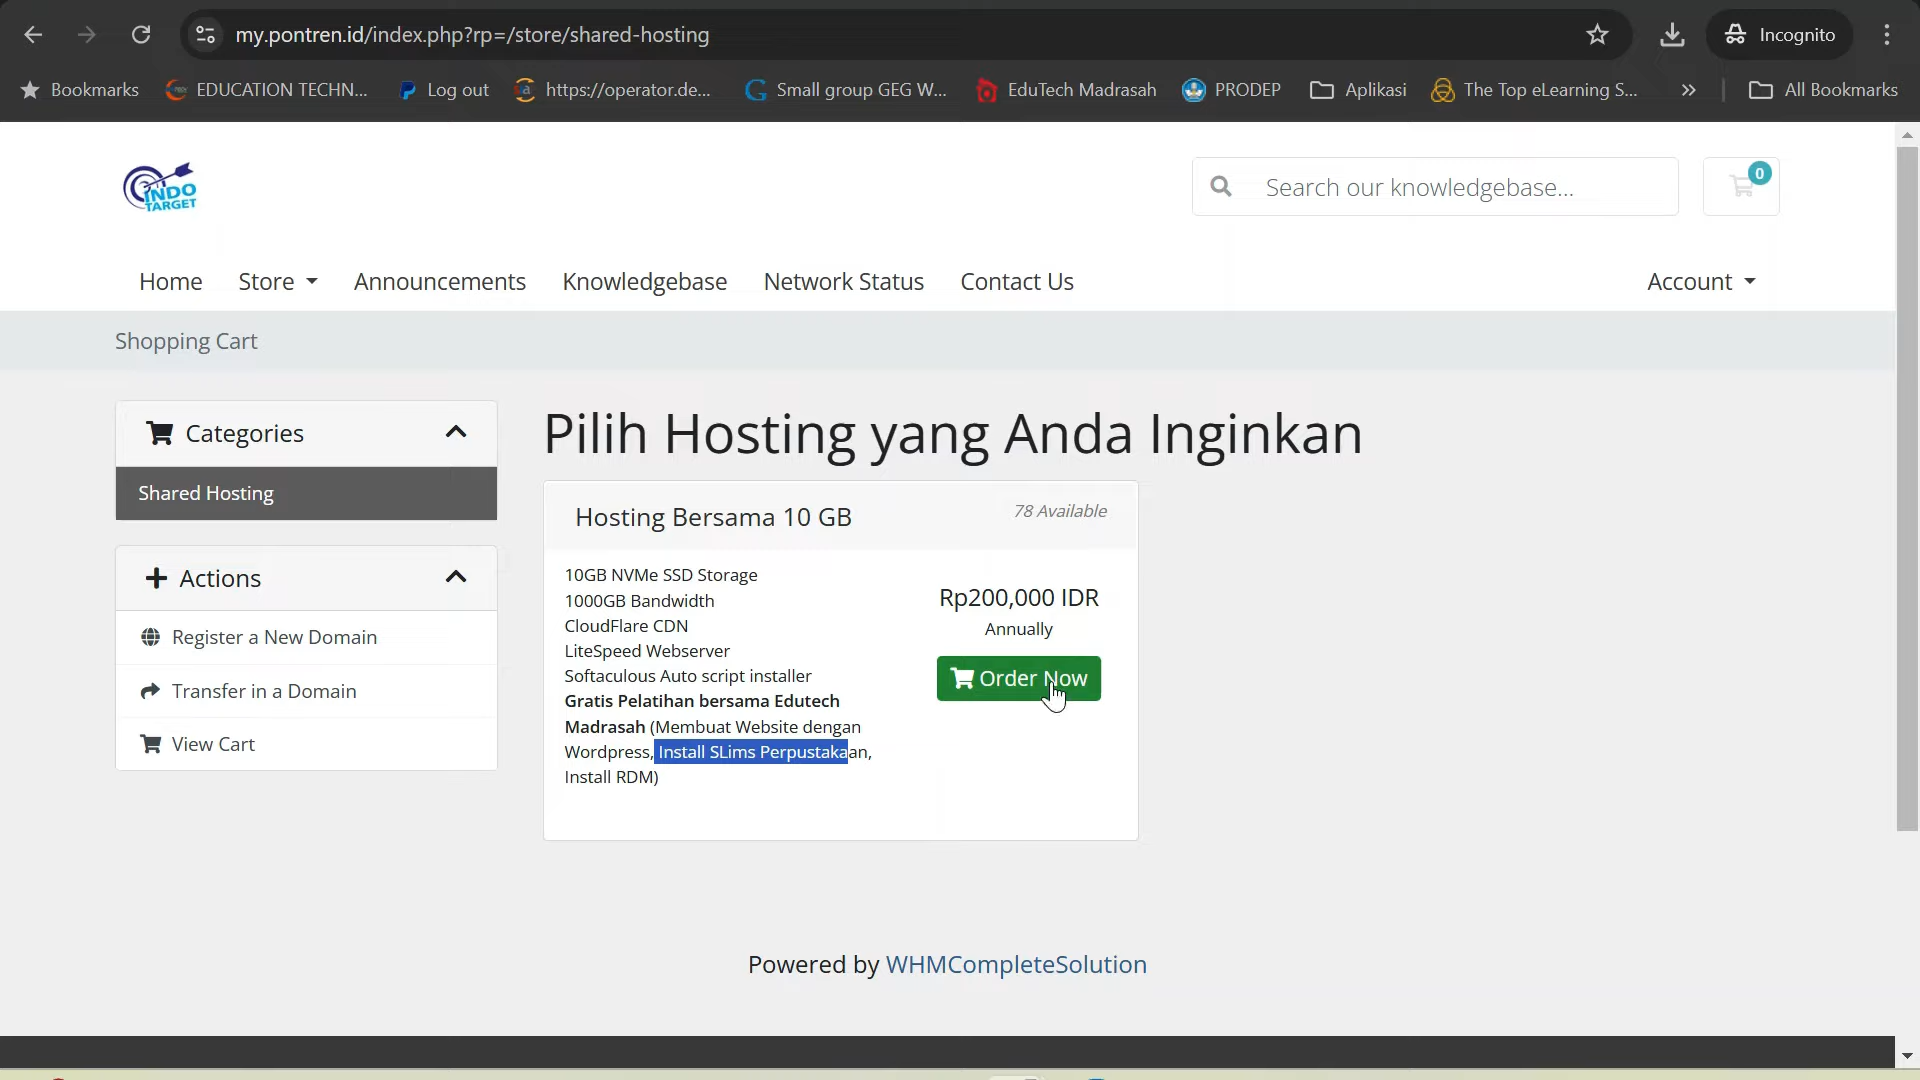 my.pontren.id/index.php?rp=/store/shared-hosting
Incognito
Bookmarks
EDUCATION TECHN...
Log out
https://operator.de...
Small group GEG W...
EduTech Madrasah
PRODEP
Aplikasi
The Top eLearning S...
»
All Bookmarks
INDO
TARGET
Search our knowledgebase...
0
Home
Store
Announcements
Knowledgebase
Network Status
Contact Us
Account
Shopping Cart
Categories
Shared Hosting
Actions
Register a New Domain
Transfer in a Domain
View Cart
Pilih Hosting yang Anda Inginkan
Hosting Bersama 10 GB
78 Available
10GB NVMe SSD Storage
1000GB Bandwidth
CloudFlare CDN
LiteSpeed Webserver
Softaculous Auto script installer
Gratis Pelatihan bersama Edutech
Madrasah (Membuat Website dengan
Wordpress, Install SLims Perpustakaan,
Install RDM)
Rp200,000 IDR
Annually
Order Now
Powered by WHMCompleteSolution